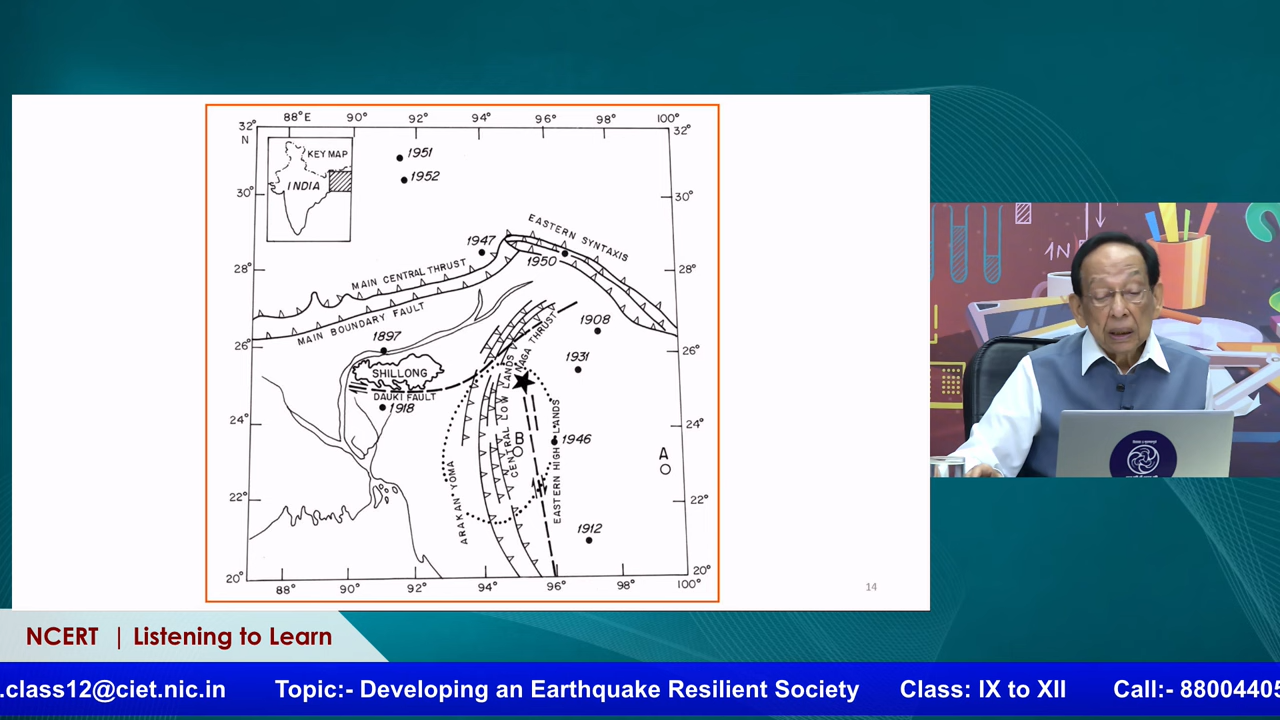 88°E 90° 92° 94° 96° 98° 100°
32°
N
32°
KEY MAP
INDIA
1951
1952
30°
30°
EASTERN SYNTAXIS
1947
1950
28°
28°
MAIN CENTRAL THRUST
MAIN BOUNDARY FAULT
1908
1897
26°
26°
NAGA THRUST
1931
SHILLONG
DAUKI FAULT
1918
24°
24°
CENTRAL LOW LANDS
EASTERN HIGH LANDS
B
1946
A
ARAKAN YOMA
22°
22°
1912
20°
20°
88° 90° 92° 94° 96° 98° 100°
14
IN
NCERT | Listening to Learn
.class12@ciet.nic.in Topic:- Developing an Earthquake Resilient Society Class: IX to XII Call:- 88004405